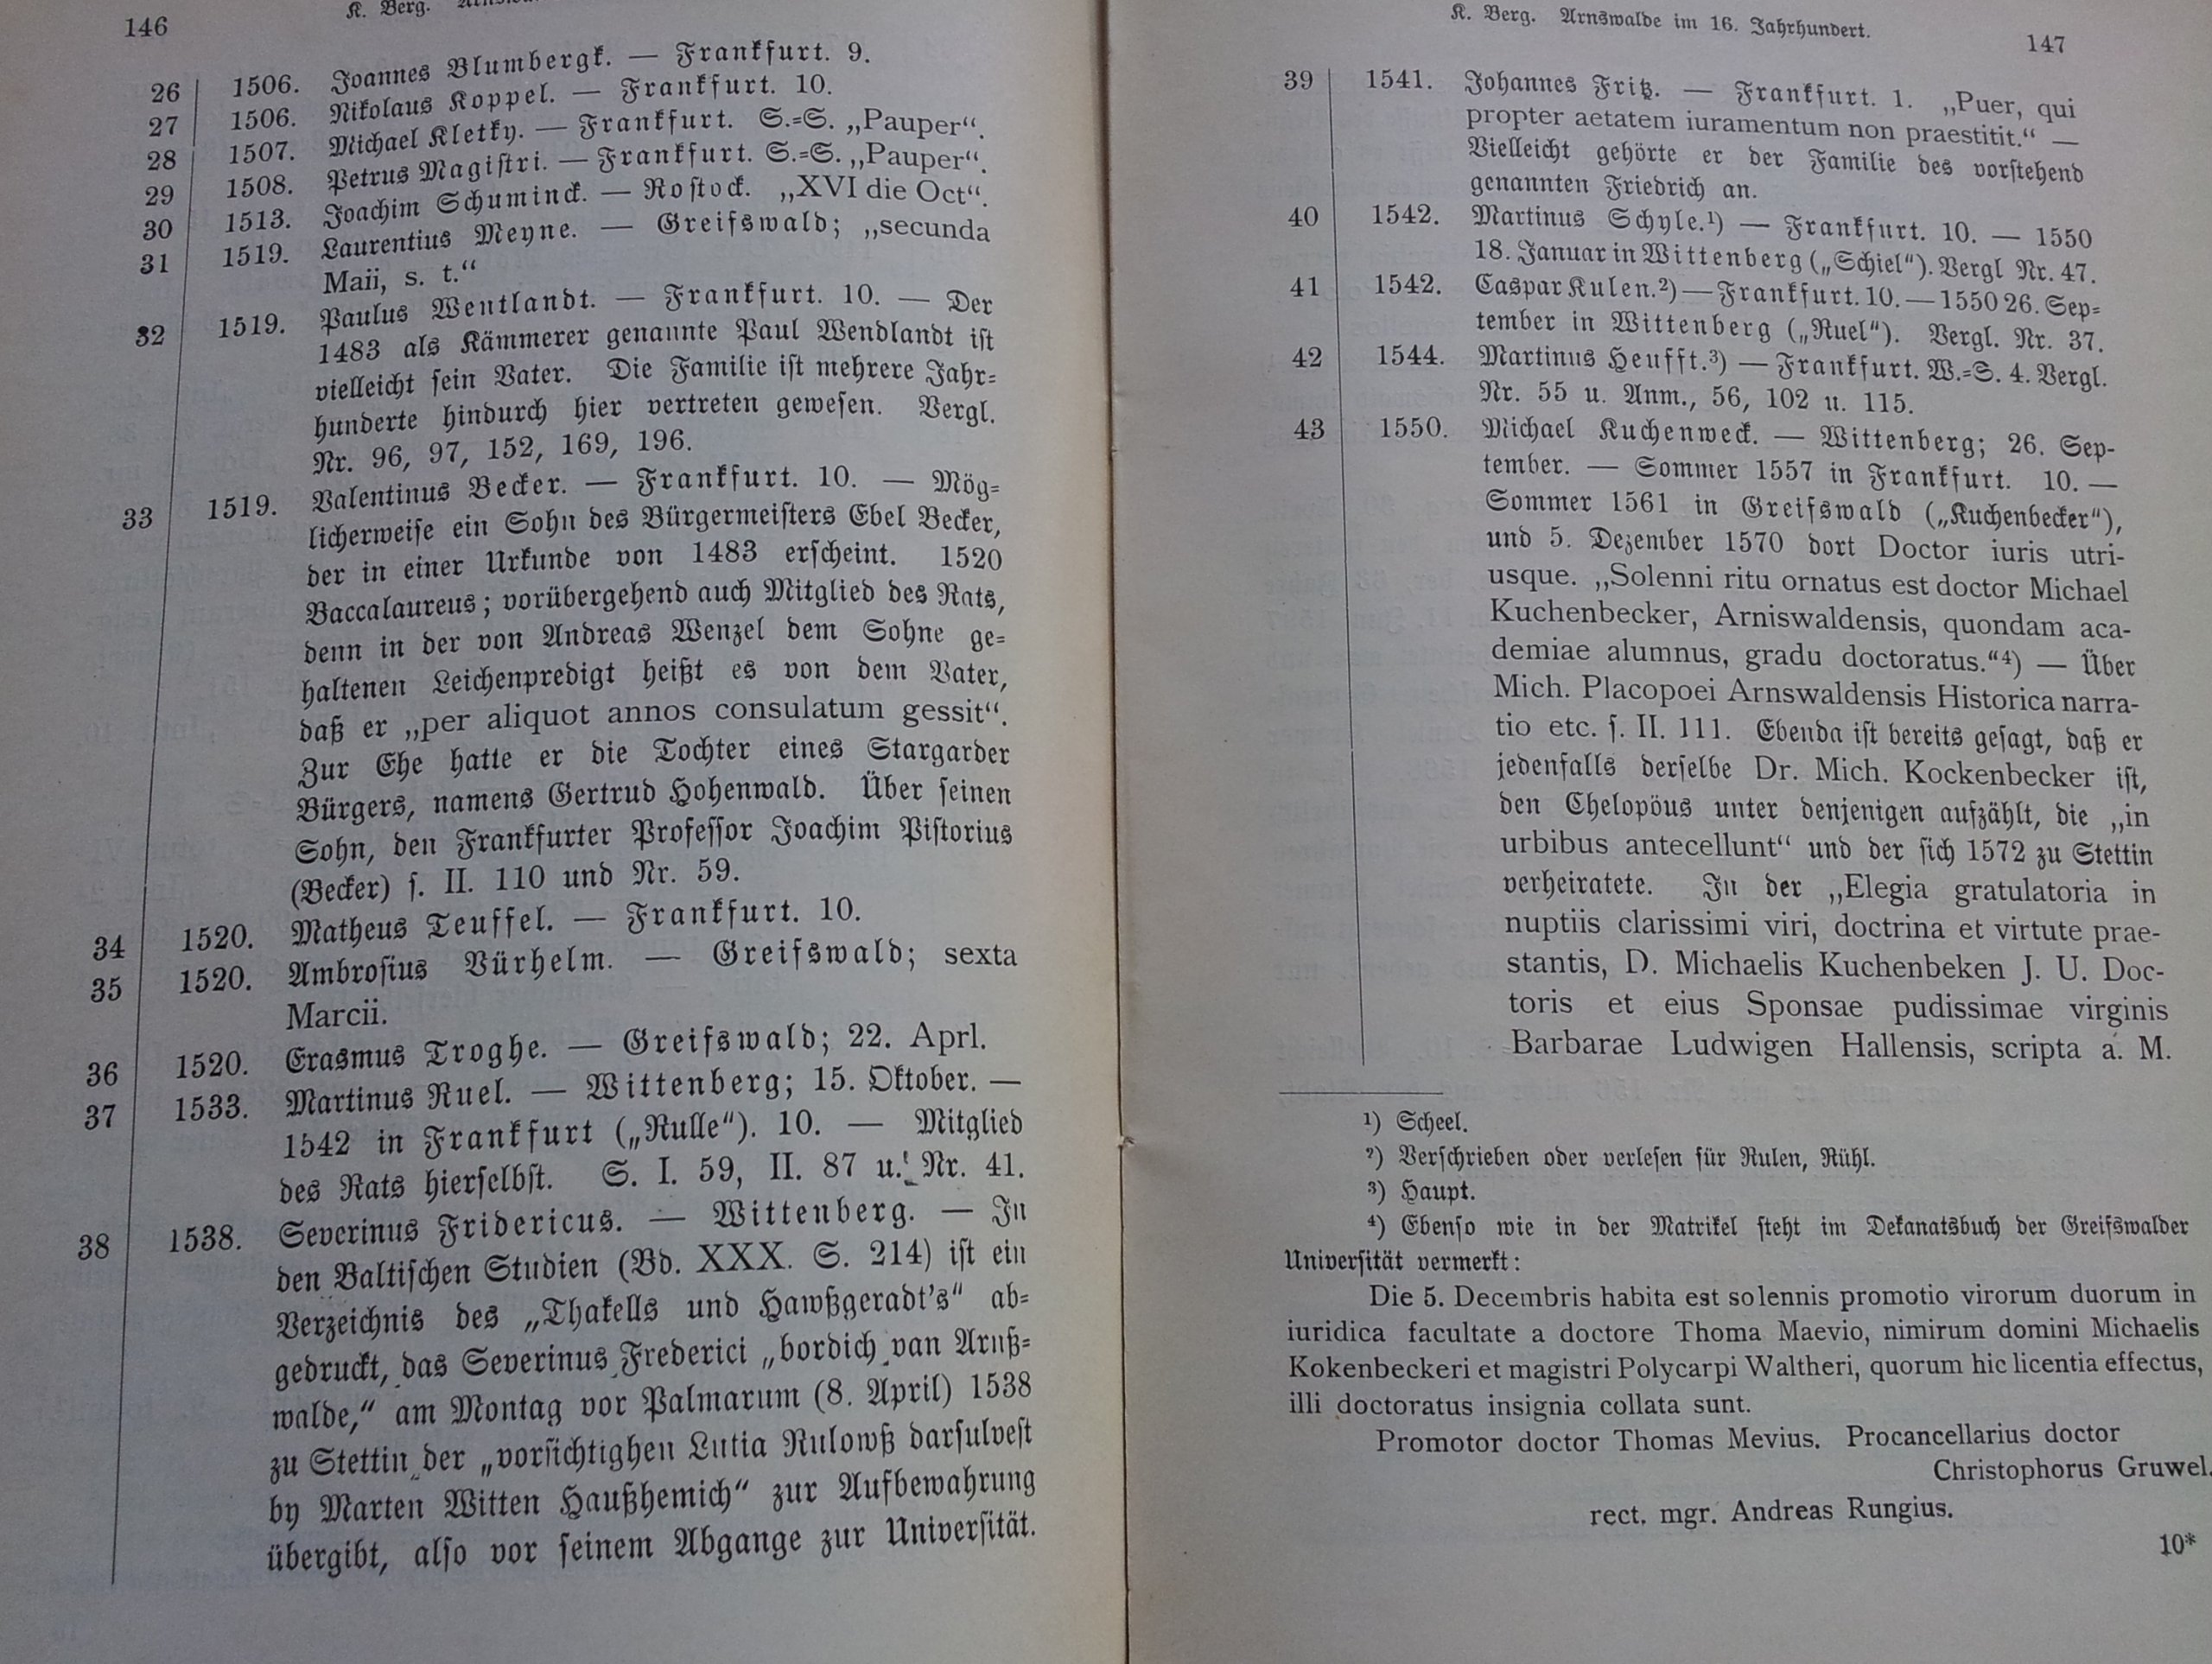 146
K. Berg.
26 1506. Joannes Blumbergk. — Frankfurt. 9.
27 1506. Nikolaus Koppel. — Frankfurt. 10.
28 1507. Michael Kletky. — Frankfurt. S.=S. „Pauper“.
29 1508. Petrus Magiſtri. — Frankfurt. S.=S. „Pauper“.
30 1513. Joachim Schuminck. — Roſtock. „XVI die Oct“.
31 1519. Laurentius Meyne. — Greifswald; „secunda
Maii, s. t.“
32 1519. Paulus Wentlandt. — Frankfurt. 10. — Der
1483 als Kämmerer genannte Paul Wendlandt iſt
vielleicht ſein Vater. Die Familie iſt mehrere Jahr=
hunderte hindurch hier vertreten geweſen. Vergl.
Nr. 96, 97, 152, 169, 196.
33 1519. Valentinus Becker. — Frankfurt. 10. — Mög=
licherweiſe ein Sohn des Bürgermeiſters Ebel Becker,
der in einer Urkunde von 1483 erſcheint. 1520
Baccalaureus; vorübergehend auch Mitglied des Rats,
denn in der von Andreas Wenzel dem Sohne ge=
haltenen Leichenpredigt heißt es von dem Vater,
daß er „per aliquot annos consulatum gessit“.
Zur Ehe hatte er die Tochter eines Stargarder
Bürgers, namens Gertrud Hohenwald. Über ſeinen
Sohn, den Frankfurter Profeſſor Joachim Piſtorius
(Becker) ſ. II. 110 und Nr. 59.
34 1520. Matheus Teuffel. — Frankfurt. 10.
35 1520. Ambroſius Vürhelm. — Greifswald; sexta
Marcii.
36 1520. Erasmus Troghe. — Greifswald; 22. Aprl.
37 1533. Martinus Ruel. — Wittenberg; 15. Oktober. —
1542 in Frankfurt („Rulle“). 10. — Mitglied
des Rats hierſelbſt. S. I. 59, II. 87 u. Nr. 41.
38 1538. Severinus Fridericus. — Wittenberg. — In
den Baltiſchen Studien (Bd. XXX. S. 214) iſt ein
Verzeichnis des „Thakells und Hawßgeradt's“ ab=
gedruckt, das Severinus Frederici „bordich van Arnß=
walde,“ am Montag vor Palmarum (8. April) 1538
zu Stettin der „vorſichtighen Lutia Rulowß darſulveſt
by Marten Witten Haußhemich“ zur Aufbewahrung
übergibt, alſo vor ſeinem Abgange zur Univerſität.
K. Berg. Arnswalde im 16. Jahrhundert.
147
39 1541. Johannes Fritz. — Frankfurt. 1. „Puer, qui
propter aetatem iuramentum non praestitit.“ —
Vielleicht gehörte er der Familie des vorſtehend
genannten Friedrich an.
40 1542. Martinus Schyle.¹) — Frankfurt. 10. — 1550
18. Januar in Wittenberg („Schiel“). Vergl Nr. 47.
41 1542. Caspar Kulen.²) — Frankfurt. 10. — 1550 26. Sep=
tember in Wittenberg („Ruel“). Vergl. Nr. 37.
42 1544. Martinus Heufft.³) — Frankfurt. W.=S. 4. Vergl.
Nr. 55 u. Anm., 56, 102 u. 115.
43 1550. Michael Kuchenweck. — Wittenberg; 26. Sep-
tember. — Sommer 1557 in Frankfurt. 10. —
Sommer 1561 in Greifswald („Kuchenbecker“),
und 5. Dezember 1570 dort Doctor iuris utri-
usque. „Solenni ritu ornatus est doctor Michael
Kuchenbecker, Arniswaldensis, quondam aca-
demiae alumnus, gradu doctoratus.“⁴) — Über
Mich. Placopoei Arnswaldensis Historica narra-
tio etc. ſ. II. 111. Ebenda iſt bereits geſagt, daß er
jedenfalls derſelbe Dr. Mich. Kockenbecker iſt,
den Chelopöus unter denjenigen aufzählt, die „in
urbibus antecellunt“ und der ſich 1572 zu Stettin
verheiratete. In der „Elegia gratulatoria in
nuptiis clarissimi viri, doctrina et virtute prae-
stantis, D. Michaelis Kuchenbeken J. U. Doc-
toris et eius Sponsae pudissimae virginis
Barbarae Ludwigen Hallensis, scripta a. M.
¹) Scheel.
²) Verſchrieben oder verleſen für Rulen, Rühl.
³) Haupt.
⁴) Ebenſo wie in der Matrikel ſteht im Dekanatsbuch der Greifswalder
Univerſität vermerkt:
Die 5. Decembris habita est solennis promotio virorum duorum in
iuridica facultate a doctore Thoma Maevio, nimirum domini Michaelis
Kokenbeckeri et magistri Polycarpi Waltheri, quorum hic licentia effectus,
illi doctoratus insignia collata sunt.
Promotor doctor Thomas Mevius. Procancellarius doctor
Christophorus Gruwel.
rect. mgr. Andreas Rungius.
10*